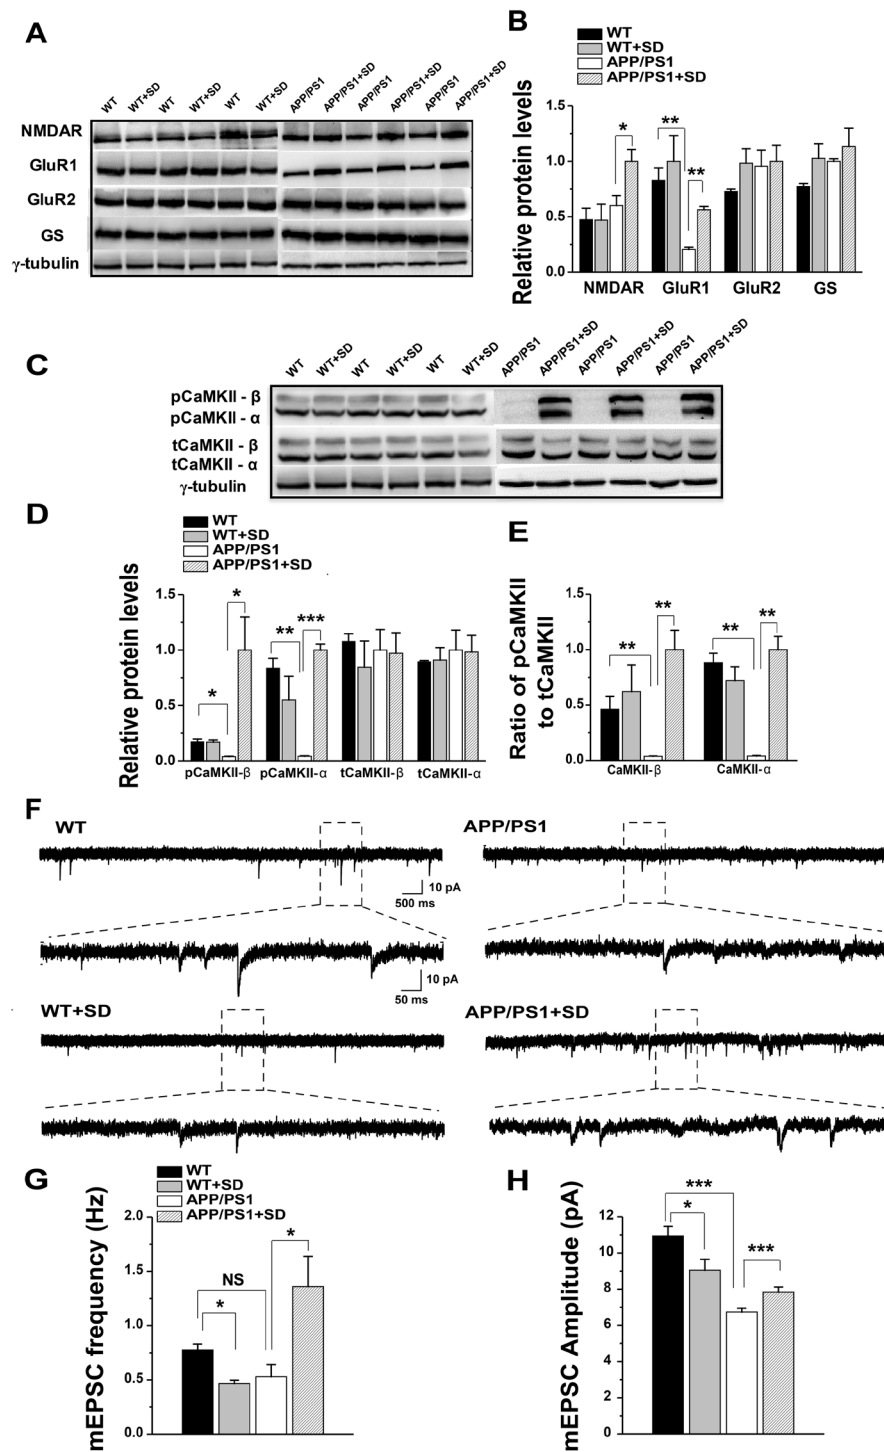 A
WT
WT+SD
WT
WT+SD
WT
WT+SD
APP/PS1
APP/PS1+SD
APP/PS1
APP/PS1+SD
APP/PS1
APP/PS1+SD
NMDAR
GluR1
GluR2
GS
γ-tubulin
B
WT
WT+SD
APP/PS1
APP/PS1+SD
Relative protein levels
1.5
1.0
0.5
0.0
*
**
**
NMDAR GluR1 GluR2 GS
C
WT
WT+SD
WT
WT+SD
WT
WT+SD
APP/PS1
APP/PS1+SD
APP/PS1
APP/PS1+SD
APP/PS1
APP/PS1+SD
pCaMKII - β
pCaMKII - α
tCaMKII - β
tCaMKII - α
γ-tubulin
D
WT
WT+SD
APP/PS1
APP/PS1+SD
Relative protein levels
1.5
1.0
0.5
0.0
*
*
**
***
pCaMKII-β pCaMKII-α tCaMKII-β tCaMKII-α
E
Ratio of pCaMKII
to tCaMKII
1.5
1.0
0.5
0.0
**
**
**
**
CaMKII-β CaMKII-α
F
WT
10 pA
500 ms
10 pA
50 ms
APP/PS1
WT+SD
APP/PS1+SD
G
WT
WT+SD
APP/PS1
APP/PS1+SD
mEPSC frequency (Hz)
2.0
1.5
1.0
0.5
0.0
NS
*
*
H
mEPSC Amplitude (pA)
12
10
8
6
4
2
0
***
*
***